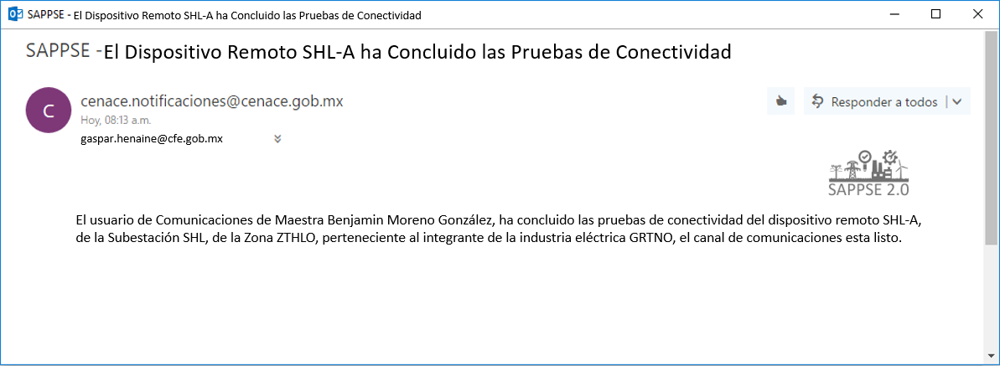 SAPPSE - El Dispositivo Remoto SHL-A ha Concluido las Pruebas de Conectividad
SAPPSE -El Dispositivo Remoto SHL-A ha Concluido las Pruebas de Conectividad
C
cenace.notificaciones@cenace.gob.mx
Responder a todos
Hoy, 08:13 a.m.
gaspar.henaine@cfe.gob.mx
SAPPSE 2.0
El usuario de Comunicaciones de Maestra Benjamin Moreno González, ha concluido las pruebas de conectividad del dispositivo remoto SHL-A,
de la Subestación SHL, de la Zona ZTHLO, perteneciente al integrante de la industria eléctrica GRTNO, el canal de comunicaciones esta listo.